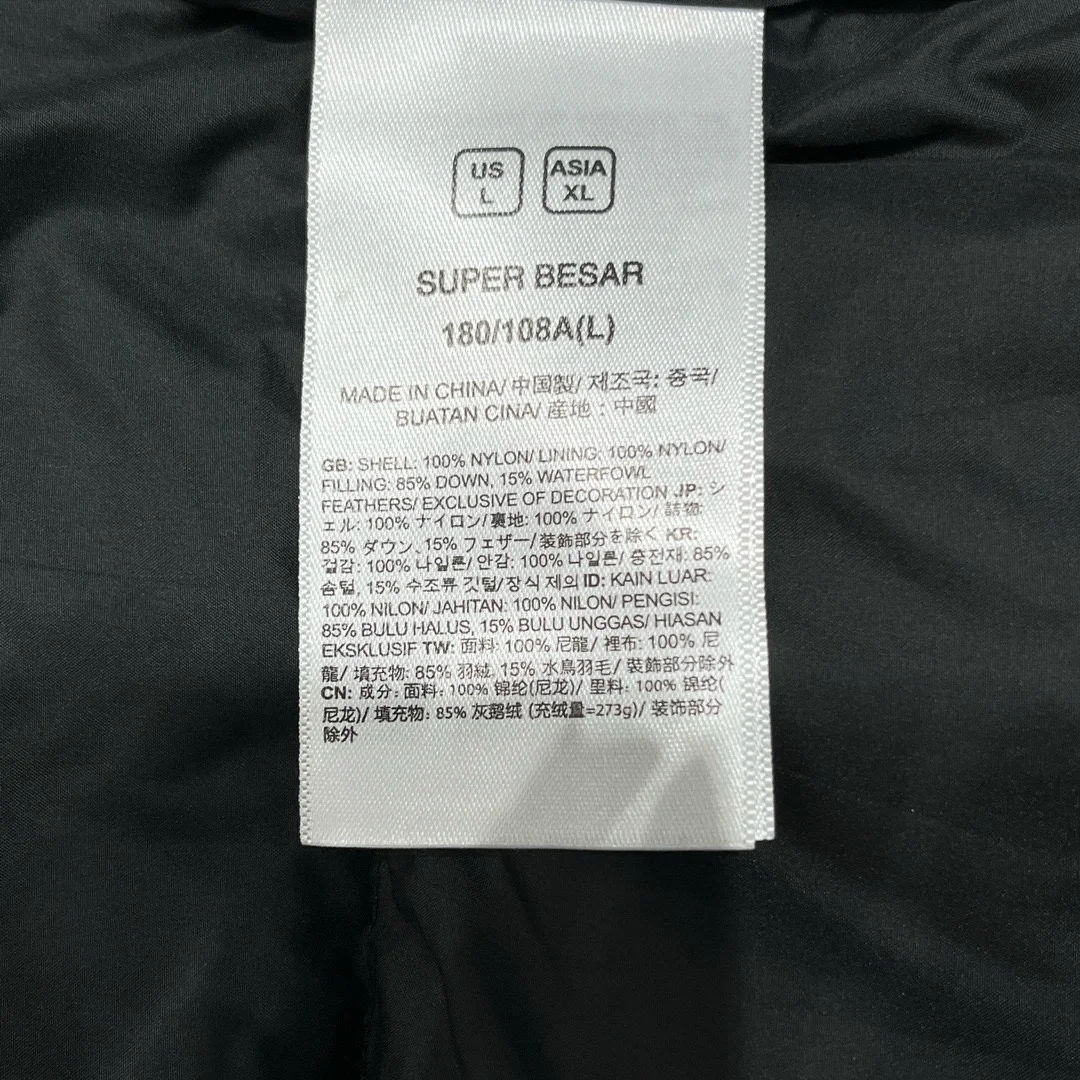 US
L
ASIA
XL
SUPER BESAR
180/108A(L)
MADE IN CHINA/ 中国製/ 제조국: 중국/
BUATAN CINA/ 産地 : 中國
GB: SHELL: 100% NYLON/ LINING: 100% NYLON/
FILLING: 85% DOWN, 15% WATERFOWL
FEATHERS/ EXCLUSIVE OF DECORATION JP: シ
ェル: 100% ナイロン/ 裏地: 100% ナイロン/ 詰物:
85% ダウン、15% フェザー/ 装飾部分を除く KR:
겉감: 100% 나일론/ 안감: 100% 나일론/ 충전재: 85%
솜털, 15% 수조류 깃털/ 장식 제외 ID: KAIN LUAR:
100% NILON/ JAHITAN: 100% NILON/ PENGISI:
85% BULU HALUS, 15% BULU UNGGAS/ HIASAN
EKSKLUSIF TW: 面料: 100% 尼龍/ 裡布: 100% 尼
龍/ 填充物: 85% 羽絨, 15% 水鳥羽毛/ 裝飾部分除外
CN: 成分: 面料: 100% 锦纶(尼龙)/ 里料: 100% 锦纶
(尼龙)/ 填充物: 85% 灰鹅绒 (充绒量=273g)/ 装饰部分
除外